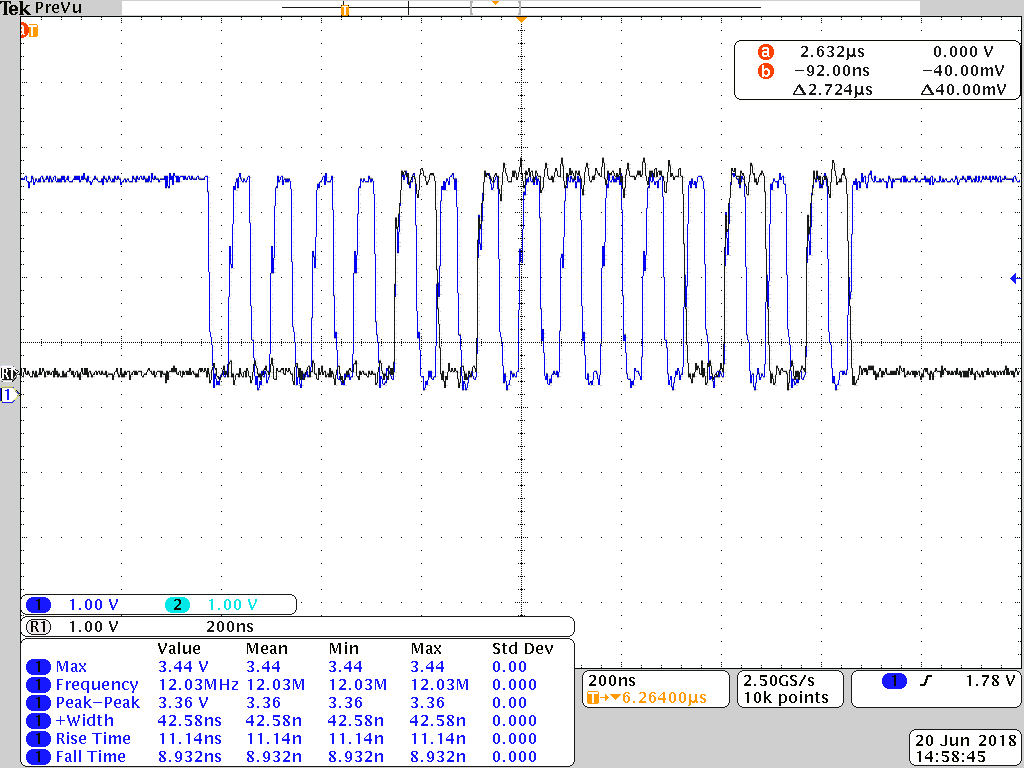 Tek PreVu
T
a T
a 2.632µs 0.000 V
b −92.00ns −40.00mV
Δ2.724µs Δ40.00mV
R1
1
1 1.00 V 2 1.00 V
R1 1.00 V 200ns
Value Mean Min Max Std Dev
1 Max 3.44 V 3.44 3.44 3.44 0.00
1 Frequency 12.03MHz 12.03M 12.03M 12.03M 0.000
1 Peak−Peak 3.36 V 3.36 3.36 3.36 0.00
1 +Width 42.58ns 42.58n 42.58n 42.58n 0.000
1 Rise Time 11.14ns 11.14n 11.14n 11.14n 0.000
1 Fall Time 8.932ns 8.932n 8.932n 8.932n 0.000
200ns
T→▼6.26400µs
2.50GS/s
10k points
1 1.78 V
20 Jun 2018
14:58:45